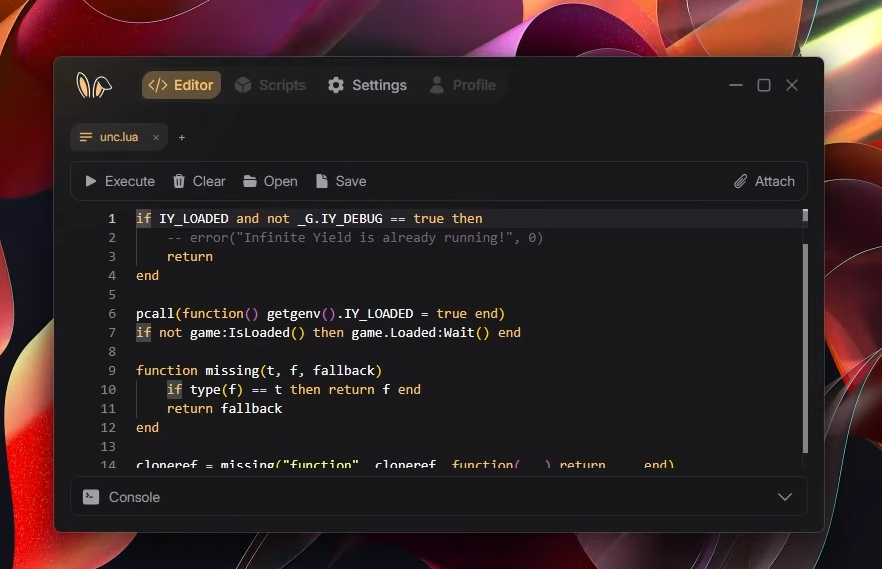 Editor Scripts Settings Profile
unc.lua × +
Execute Clear Open Save Attach
1 if IY_LOADED and not _G.IY_DEBUG == true then
2 -- error("Infinite Yield is already running!", 0)
3 return
4 end
5
6 pcall(function() getgenv().IY_LOADED = true end)
7 if not game:IsLoaded() then game.Loaded:Wait() end
8
9 function missing(t, f, fallback)
10 if type(f) == t then return f end
11 return fallback
12 end
13
14 cloneref = missing("function", cloneref, function(...) return ... end)
Console